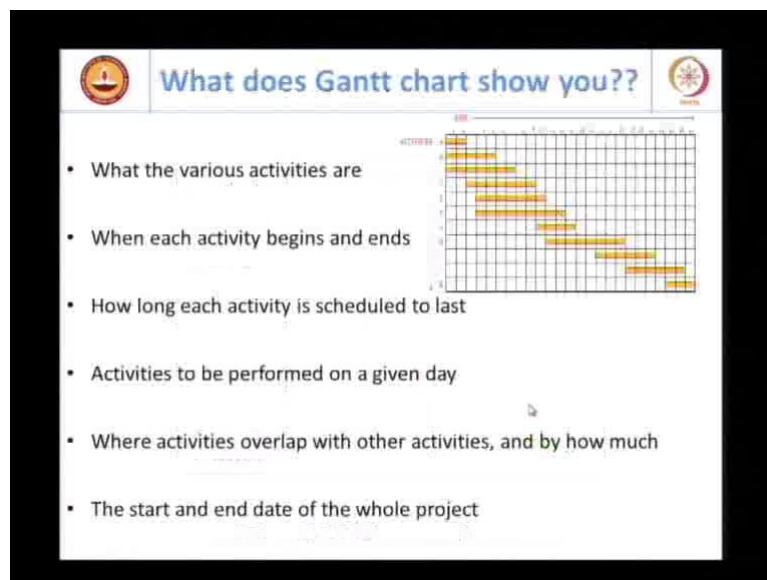 What does Gantt chart show you??
• What the various activities are
• When each activity begins and ends
• How long each activity is scheduled to last
• Activities to be performed on a given day
• Where activities overlap with other activities, and by how much
• The start and end date of the whole project